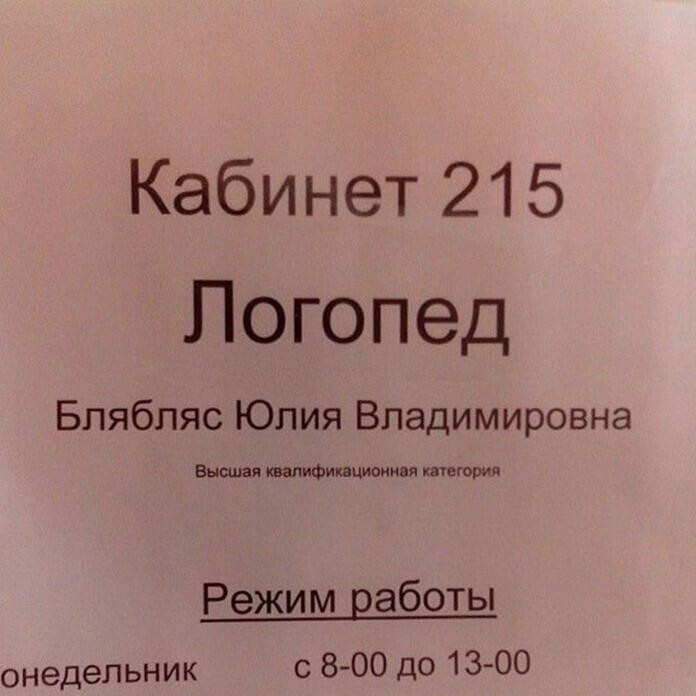 Кабинет 215
Логопед
Блябляс Юлия Владимировна
Высшая квалификационная категория
Режим работы
онедельник с 8-00 до 13-00